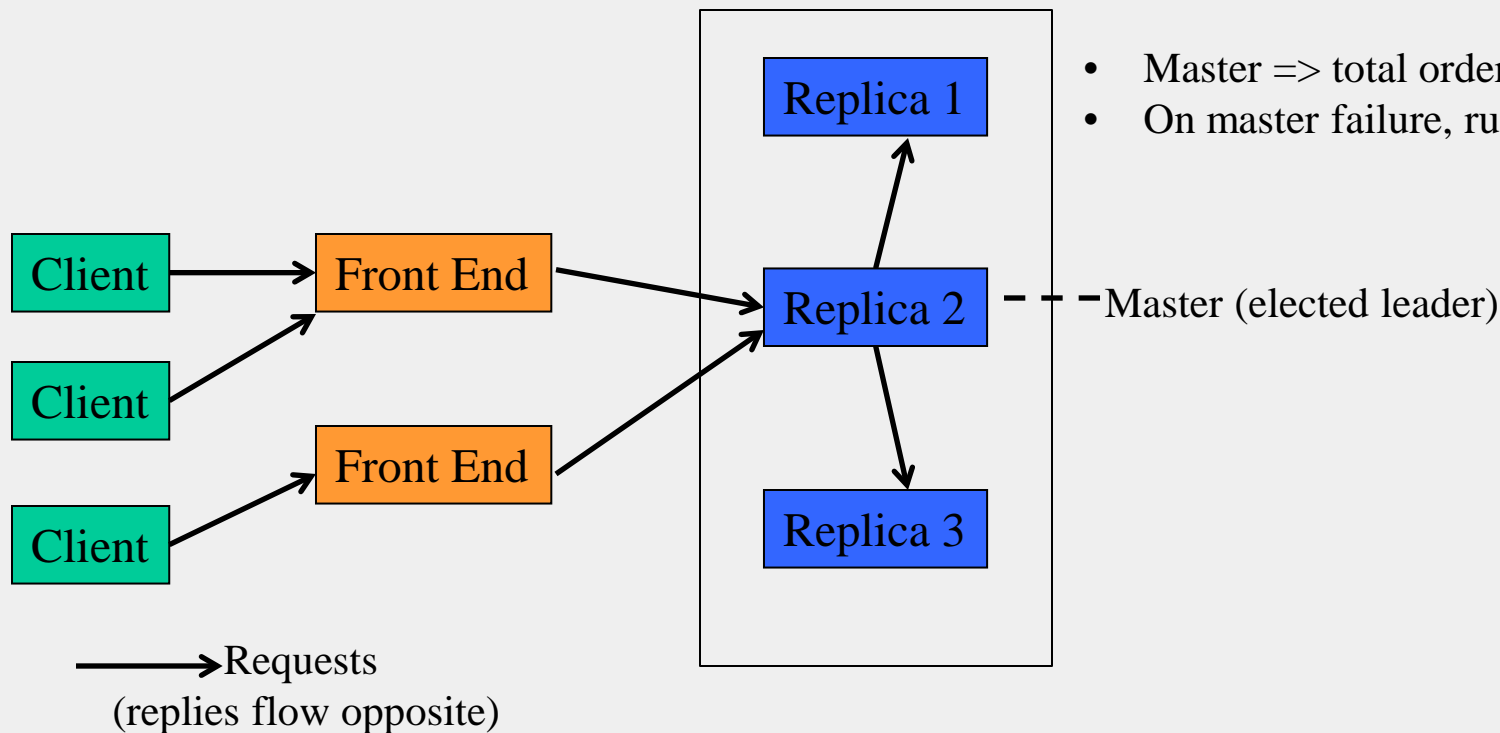 Replica 1
• Master => total order
• On master failure, ru
Client
Front End
Replica 2
Master (elected leader)
Client
Front End
Client
Replica 3
Requests
(replies flow opposite)